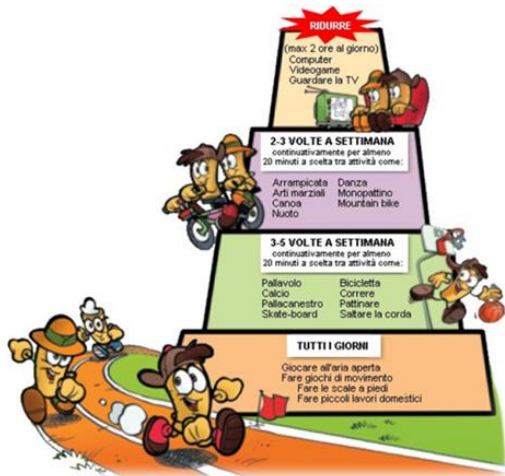 RIDURRE
(max 2 ore al giorno)
Computer
Videogame
Guardare la TV
2-3 VOLTE A SETTIMANA
continuativamente per almeno
20 minuti a scelta tra attività come:
Arrampicata Danza
Arti marziali Monopattino
Canoa Mountain bike
Nuoto
3-5 VOLTE A SETTIMANA
continuativamente per almeno
20 minuti a scelta tra attività come:
Pallavolo Bicicletta
Calcio Correre
Pallacanestro Pattinare
Skate-board Saltare la corda
TUTTI I GIORNI
Giocare all'aria aperta
Fare giochi di movimento
Fare le scale a piedi
Fare piccoli lavori domestici